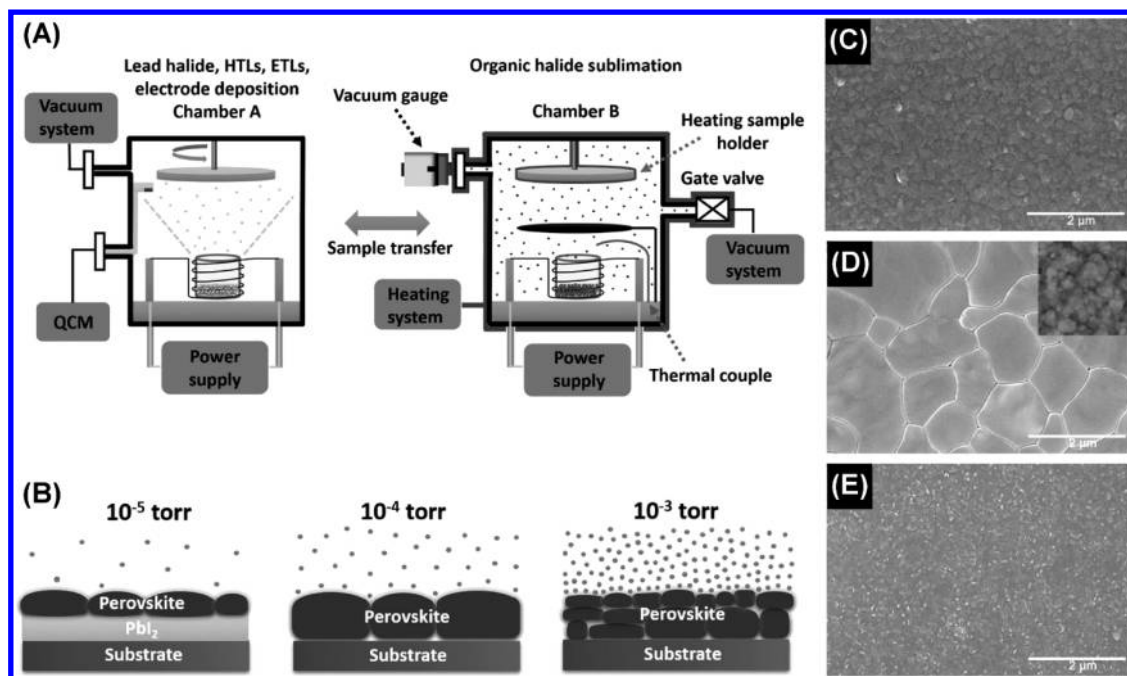 (A)
Lead halide, HTLs, ETLs,
electrode deposition
Chamber A
Vacuum
system
QCM
Power
supply
Sample transfer
Organic halide sublimation
Chamber B
Vacuum gauge
Heating sample
holder
Gate valve
Vacuum
system
Heating
system
Power
supply
Thermal couple
(B)
10⁻⁵ torr
Perovskite
PbI₂
Substrate
10⁻⁴ torr
Perovskite
Substrate
10⁻³ torr
Perovskite
Substrate
(C)
2 μm
(D)
2 μm
(E)
2 μm